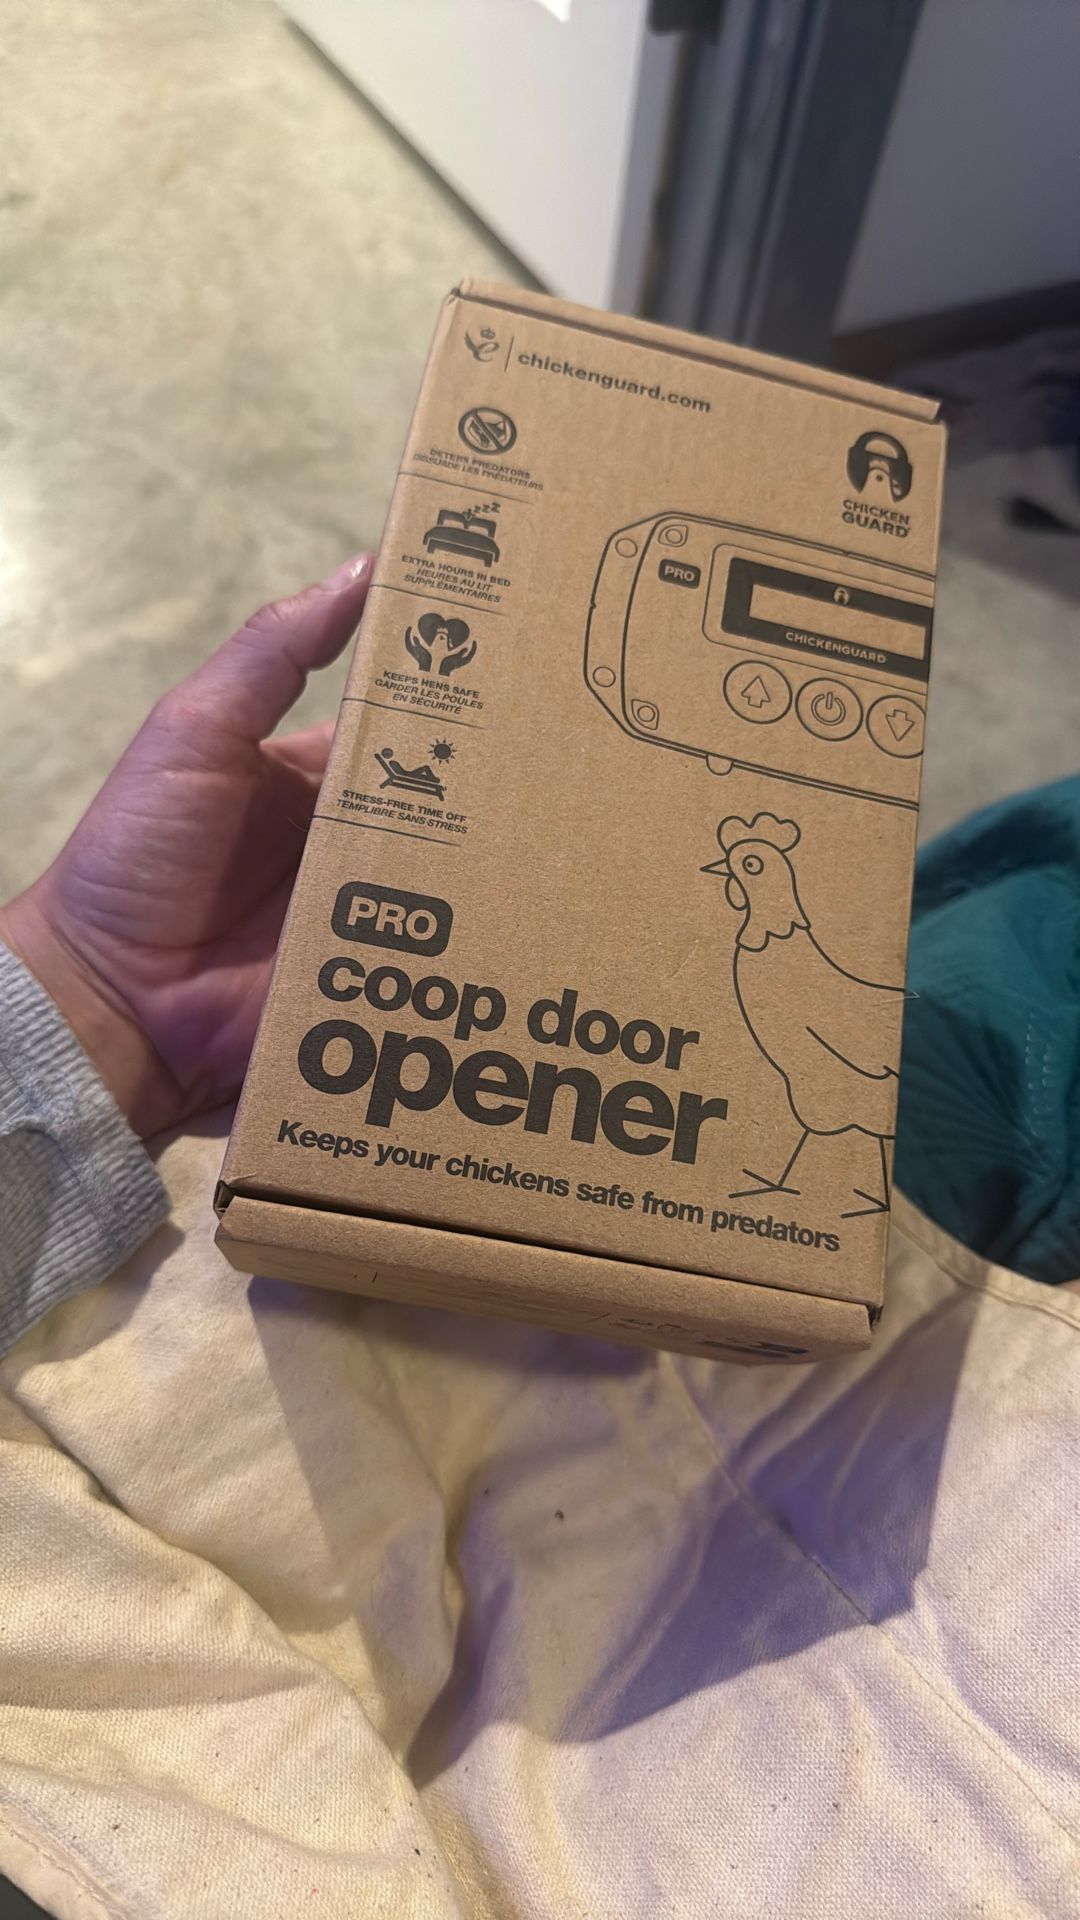 chickenguard.com
DETERS PREDATORS
DISSUADE LES PRÉDATEURS
CHICKEN
GUARD
EXTRA HOURS IN BED
HEURES AU LIT
SUPPLÉMENTAIRES
PRO
CHICKENGUARD
KEEPS HENS SAFE
GARDER LES POULES
EN SÉCURITÉ
STRESS-FREE TIME OFF
TEMPLIBRE SANS STRESS
PRO
coop door
opener
Keeps your chickens safe from predators